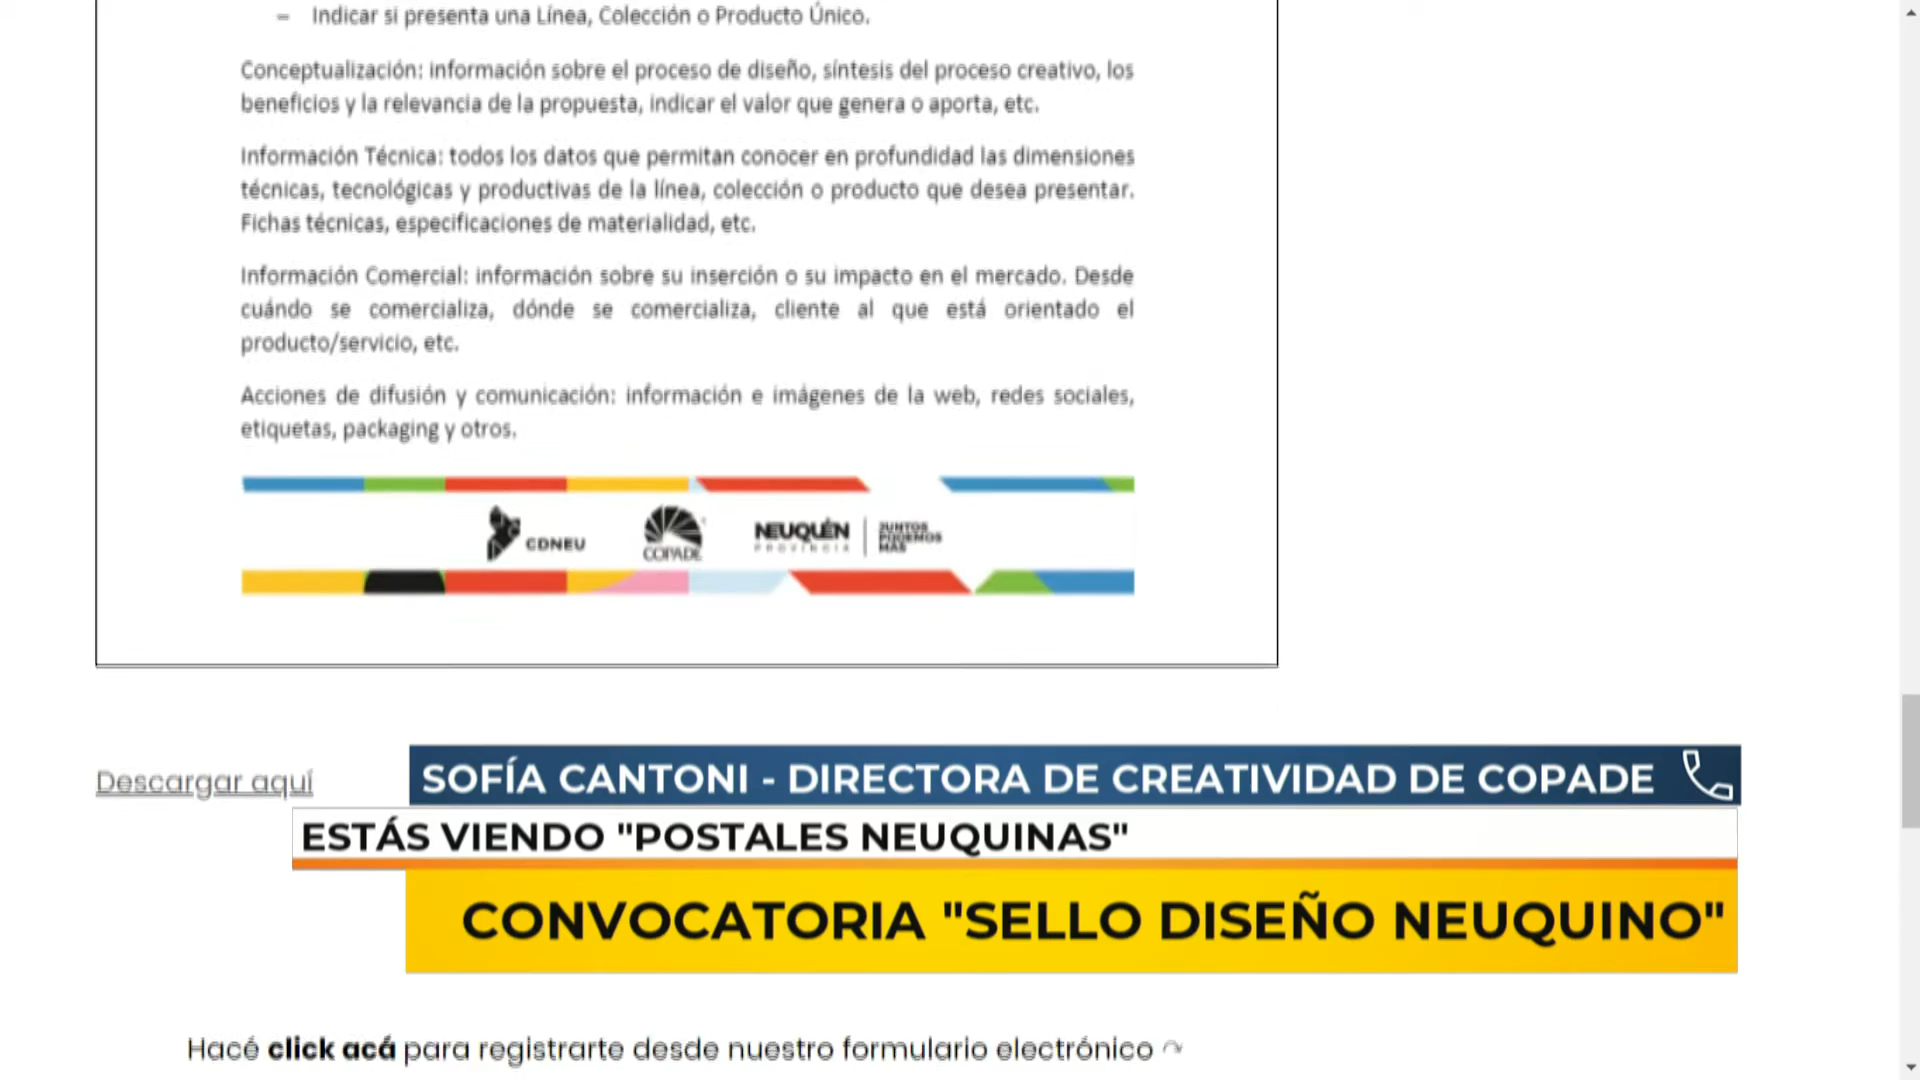 – Indicar si presenta una Línea, Colección o Producto Único.
Conceptualización: información sobre el proceso de diseño, síntesis del proceso creativo, los
beneficios y la relevancia de la propuesta, indicar el valor que genera o aporta, etc.
Información Técnica: todos los datos que permitan conocer en profundidad las dimensiones
técnicas, tecnológicas y productivas de la línea, colección o producto que desea presentar.
Fichas técnicas, especificaciones de materialidad, etc.
Información Comercial: información sobre su inserción o su impacto en el mercado. Desde
cuándo se comercializa, dónde se comercializa, cliente al que está orientado el
producto/servicio, etc.
Acciones de difusión y comunicación: información e imágenes de la web, redes sociales,
etiquetas, packaging y otros.
CDNEU
COPADE
NEUQUÉN
PROVINCIA
JUNTOS
PODEMOS
MÁS
Descargar aquí
SOFÍA CANTONI - DIRECTORA DE CREATIVIDAD DE COPADE
ESTÁS VIENDO "POSTALES NEUQUINAS"
CONVOCATORIA "SELLO DISEÑO NEUQUINO"
Hacé click acá para registrarte desde nuestro formulario electrónico